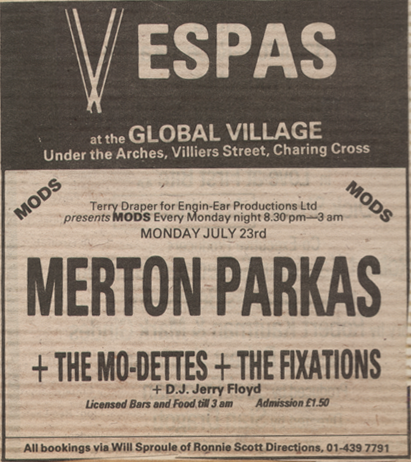 VESPAS
at the GLOBAL VILLAGE
Under the Arches, Villiers Street, Charing Cross
MODS
MODS
Terry Draper for Engin-Ear Productions Ltd
presents MODS Every Monday night 8.30 pm—3 am
MONDAY JULY 23rd
MERTON PARKAS
+ THE MO-DETTES + THE FIXATIONS
+ D.J. Jerry Floyd
Licensed Bars and Food till 3 am Admission £1.50
All bookings via Will Sproule of Ronnie Scott Directions, 01-439 7791